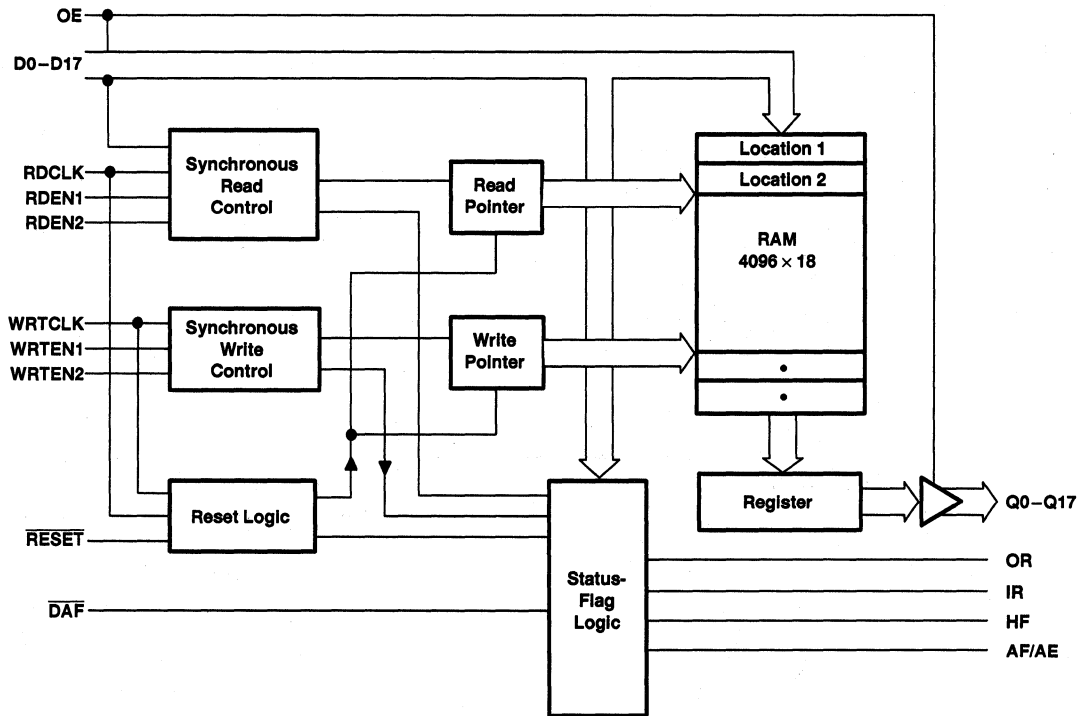 OE
D0–D17
RDCLK
RDEN1
RDEN2
Synchronous
Read
Control
Read
Pointer
Location 1
Location 2
RAM
4096 × 18
WRTCLK
WRTEN1
WRTEN2
Synchronous
Write
Control
Write
Pointer
Reset Logic
RESET
DAF
Status-
Flag
Logic
Register
Q0–Q17
OR
IR
HF
AF/AE